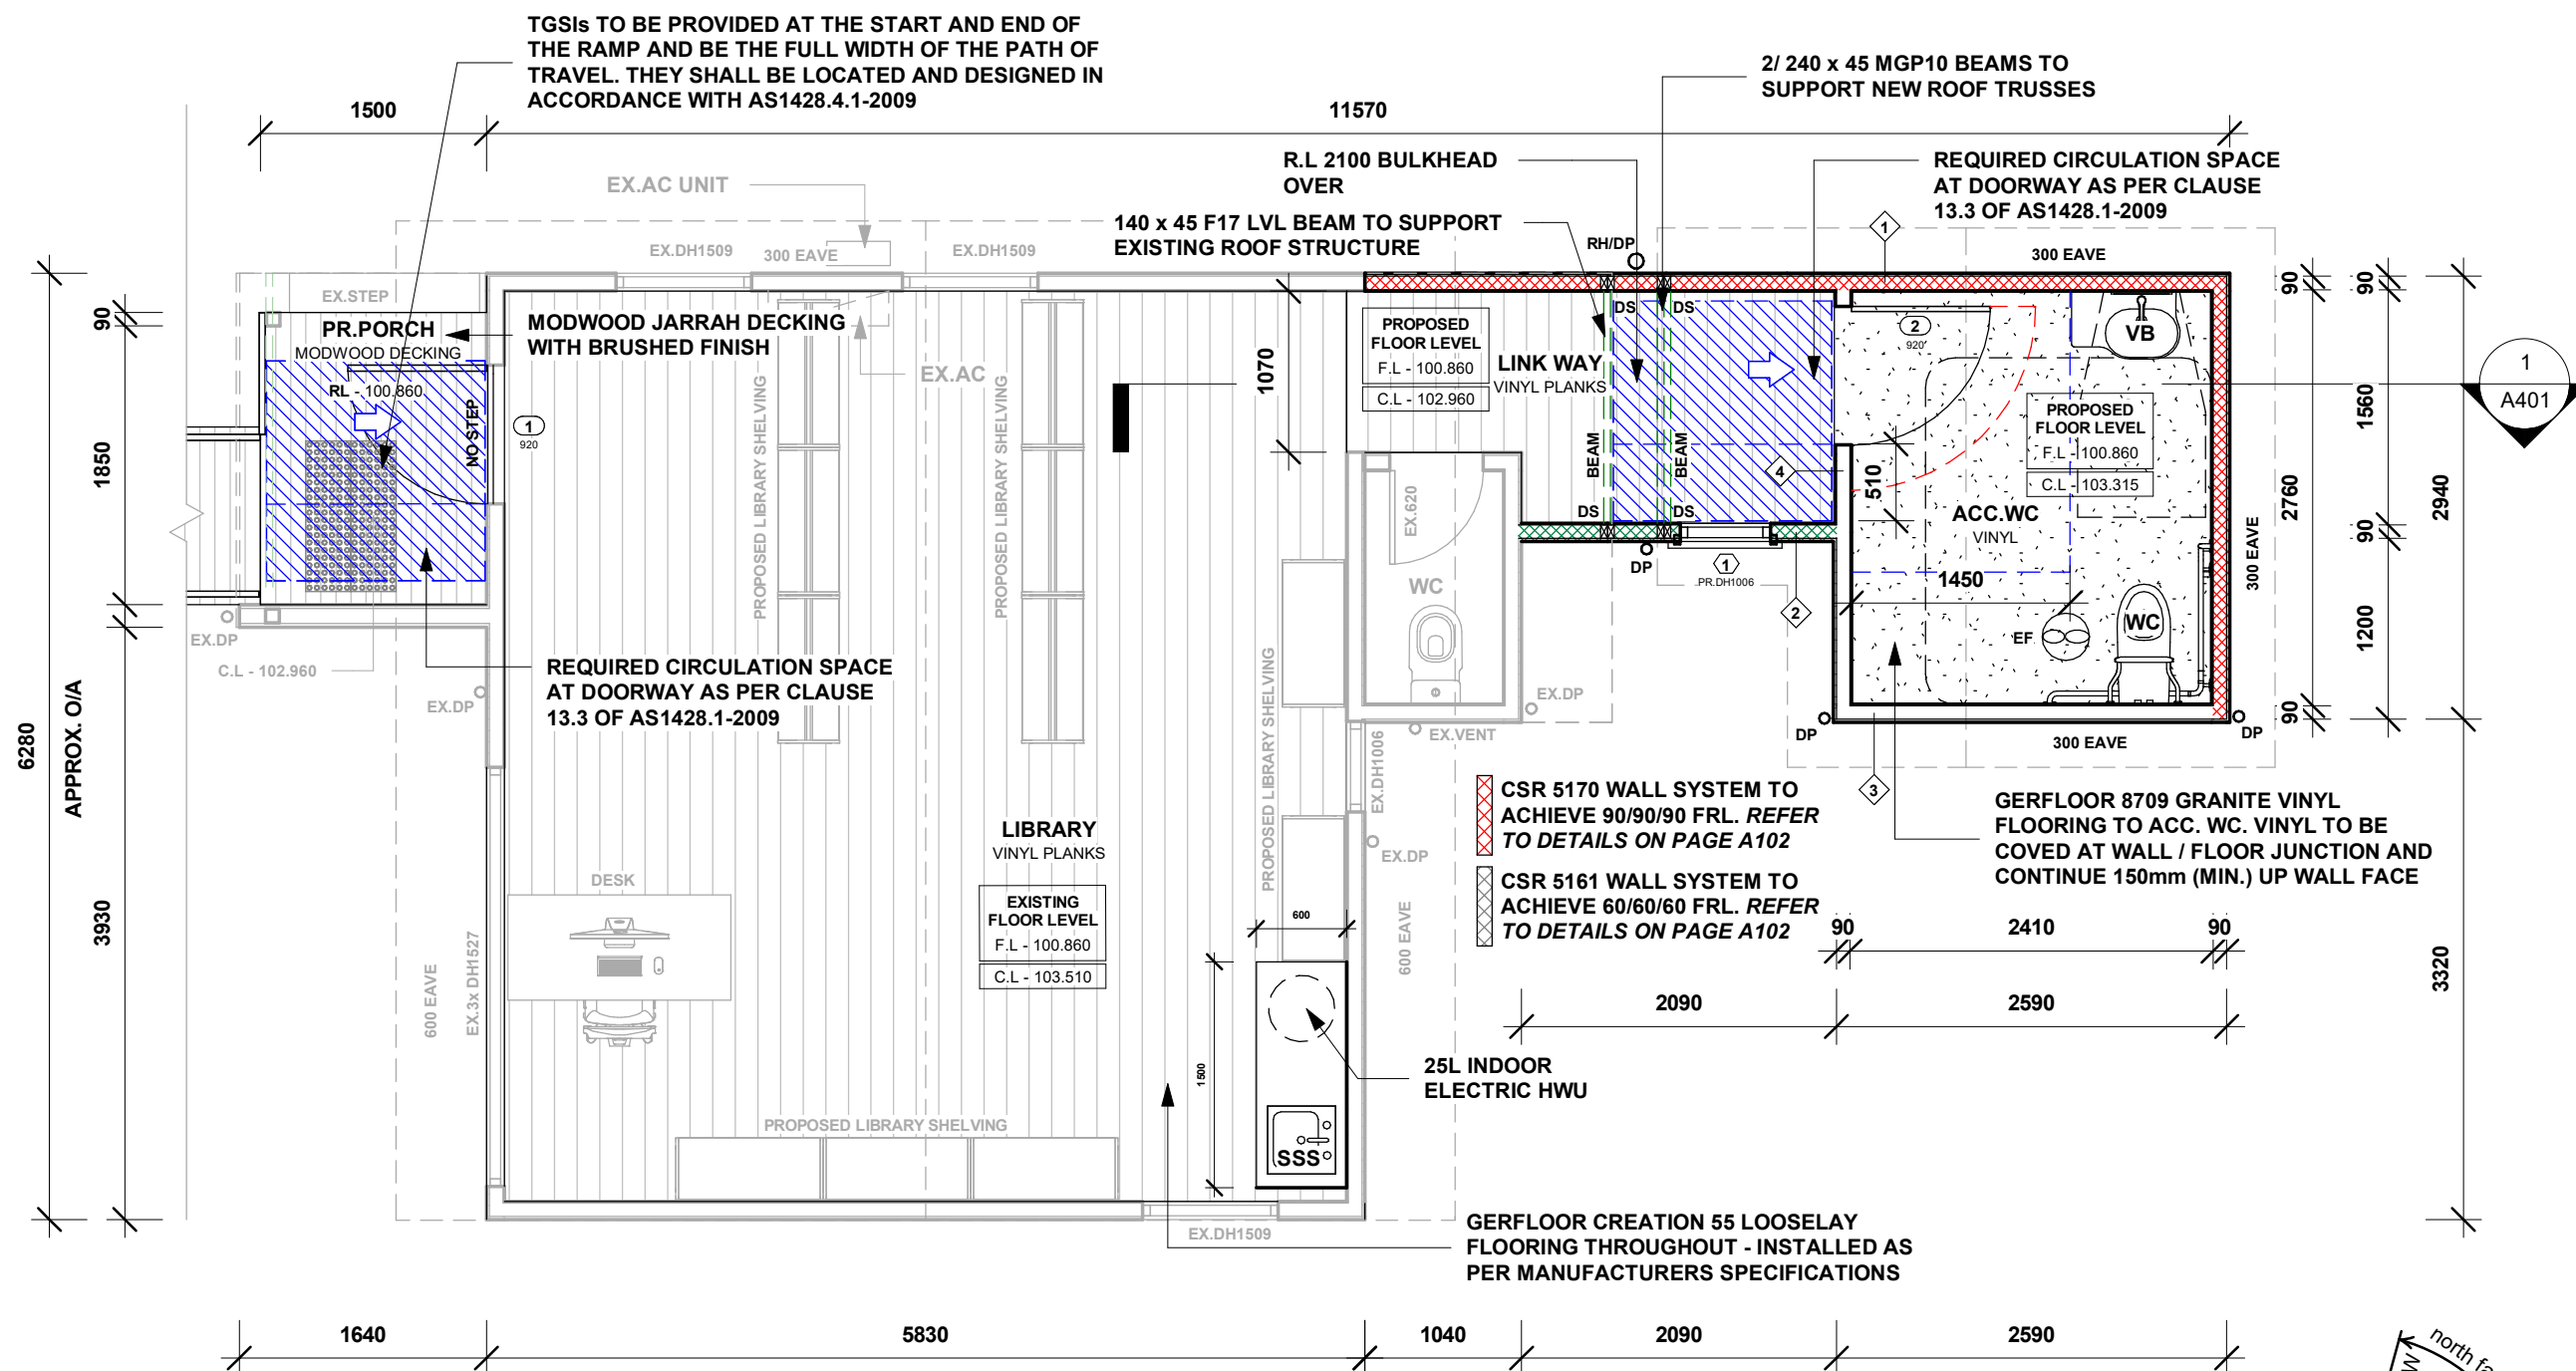 TGSIs TO BE PROVIDED AT THE START AND END OF
THE RAMP AND BE THE FULL WIDTH OF THE PATH OF
TRAVEL. THEY SHALL BE LOCATED AND DESIGNED IN
ACCORDANCE WITH AS1428.4.1-2009
2/ 240 x 45 MGP10 BEAMS TO
SUPPORT NEW ROOF TRUSSES
1500
11570
R.L 2100 BULKHEAD
OVER
REQUIRED CIRCULATION SPACE
AT DOORWAY AS PER CLAUSE
13.3 OF AS1428.1-2009
EX.AC UNIT
140 x 45 F17 LVL BEAM TO SUPPORT
EXISTING ROOF STRUCTURE
EX.DH1509
300 EAVE
EX.DH1509
RH/DP
1
300 EAVE
EX.STEP
PR.PORCH
MODWOOD DECKING
RL - 100.860
NO STEP
MODWOOD JARRAH DECKING
WITH BRUSHED FINISH
EX.AC
1
920
PROPOSED LIBRARY SHELVING
PROPOSED LIBRARY SHELVING
1070
PROPOSED
FLOOR LEVEL
F.L - 100.860
C.L - 102.960
LINK WAY
VINYL PLANKS
DS
DS
BEAM
BEAM
DS
DS
2
920
VB
PROPOSED
FLOOR LEVEL
F.L - 100.860
C.L - 103.315
4
510
ACC.WC
VINYL
1450
EF
WC
300 EAVE
90
1560
90
2760
90
1200
90
90
2940
3320
1
A401
90
1850
3930
6280
APPROX. O/A
EX.620
WC
DP
1
PR.DH1006
2
3
DP
DP
300 EAVE
EX.DP
C.L - 102.960
EX.DP
REQUIRED CIRCULATION SPACE
AT DOORWAY AS PER CLAUSE
13.3 OF AS1428.1-2009
EX.DP
EX.VENT
EX.DH1006
EX.DP
600 EAVE
PROPOSED LIBRARY SHELVING
CSR 5170 WALL SYSTEM TO
ACHIEVE 90/90/90 FRL. REFER
TO DETAILS ON PAGE A102
CSR 5161 WALL SYSTEM TO
ACHIEVE 60/60/60 FRL. REFER
TO DETAILS ON PAGE A102
GERFLOOR 8709 GRANITE VINYL
FLOORING TO ACC. WC. VINYL TO BE
COVED AT WALL / FLOOR JUNCTION AND
CONTINUE 150mm (MIN.) UP WALL FACE
LIBRARY
VINYL PLANKS
EXISTING
FLOOR LEVEL
F.L - 100.860
C.L - 103.510
DESK
600 EAVE
EX.3x DH1527
600
90
2410
90
2090
2590
1500
25L INDOOR
ELECTRIC HWU
SSS
PROPOSED LIBRARY SHELVING
EX.DH1509
GERFLOOR CREATION 55 LOOSELAY
FLOORING THROUGHOUT - INSTALLED AS
PER MANUFACTURERS SPECIFICATIONS
1640
5830
1040
2090
2590
north